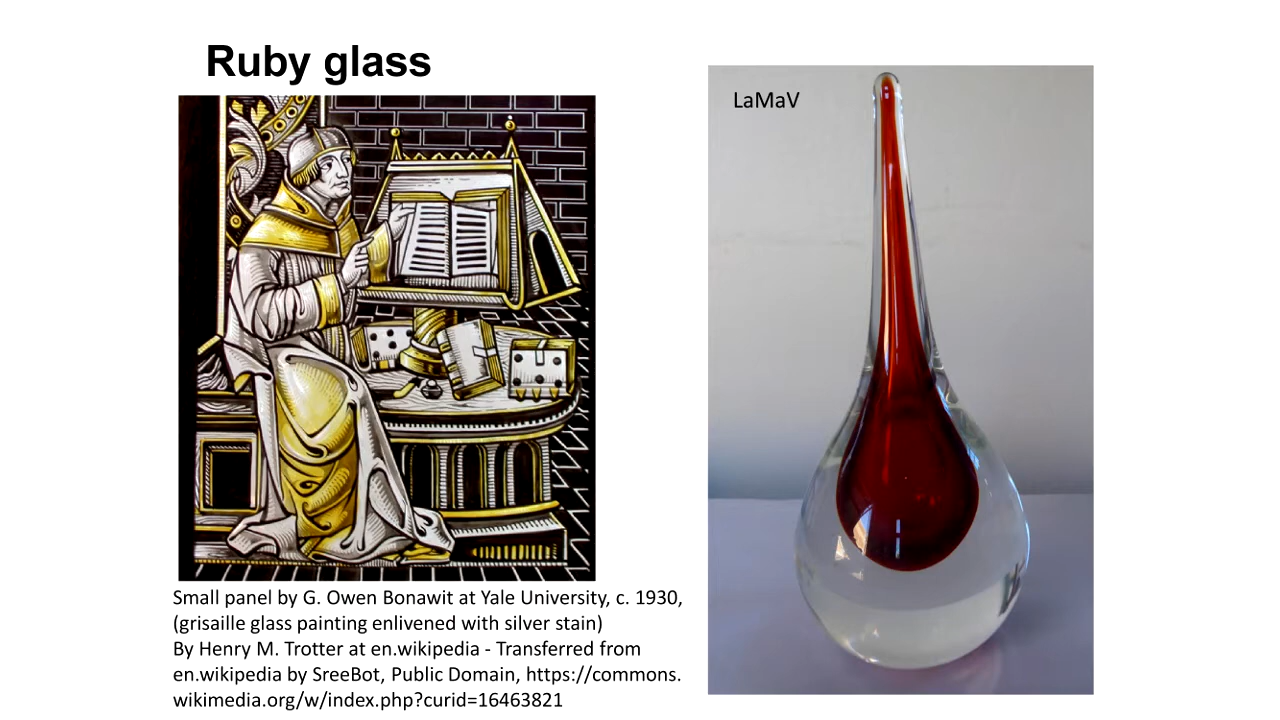 Ruby glass
LaMaV
Small panel by G. Owen Bonawit at Yale University, c. 1930,
(grisaille glass painting enlivened with silver stain)
By Henry M. Trotter at en.wikipedia - Transferred from
en.wikipedia by SreeBot, Public Domain, https://commons.
wikimedia.org/w/index.php?curid=16463821